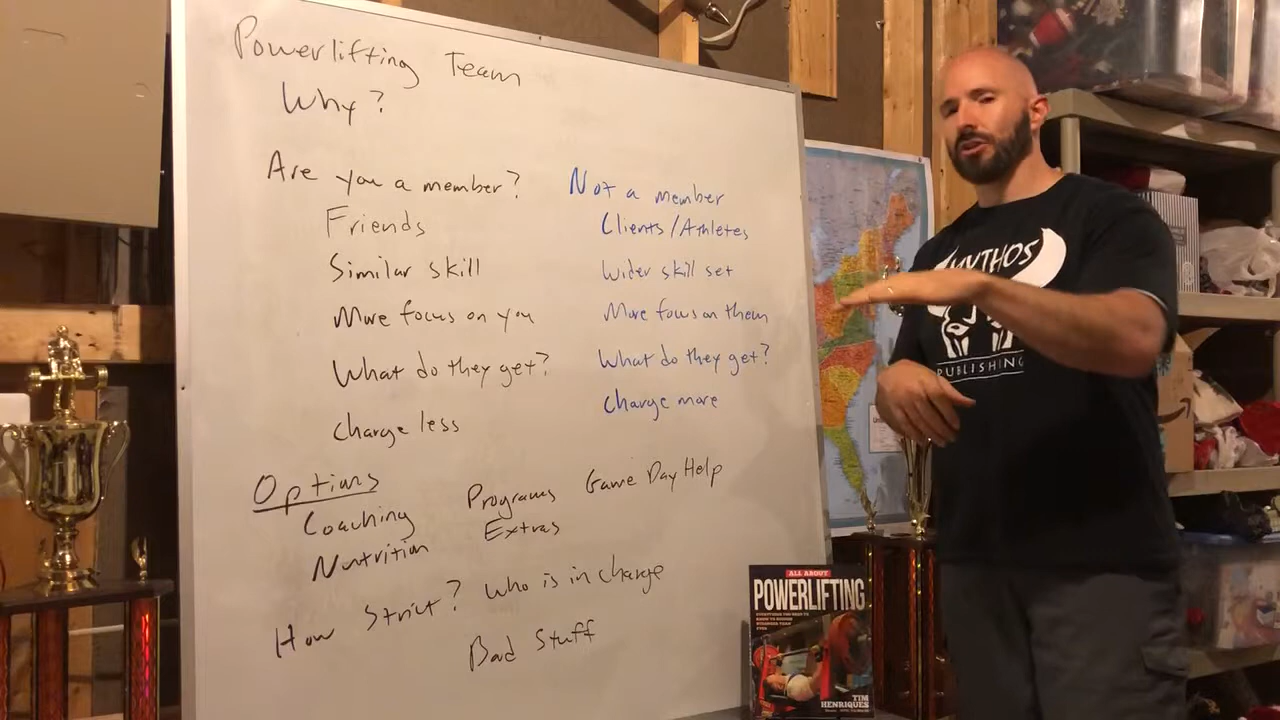 Powerlifting Team
Why?
Are you a member?
Friends
Similar skill
More focus on you
What do they get?
Charge less
Not a member
Clients/Athletes
Wider skill set
More focus on them
What do they get?
Charge more
Options
Coaching
Nutrition
Programs
Extras
Game Day Help
How Strict?
Who is in charge
Bad Stuff
MYTHOS
PUBLISHING
ALL ABOUT
POWERLIFTING
TIM
HENRIQUES